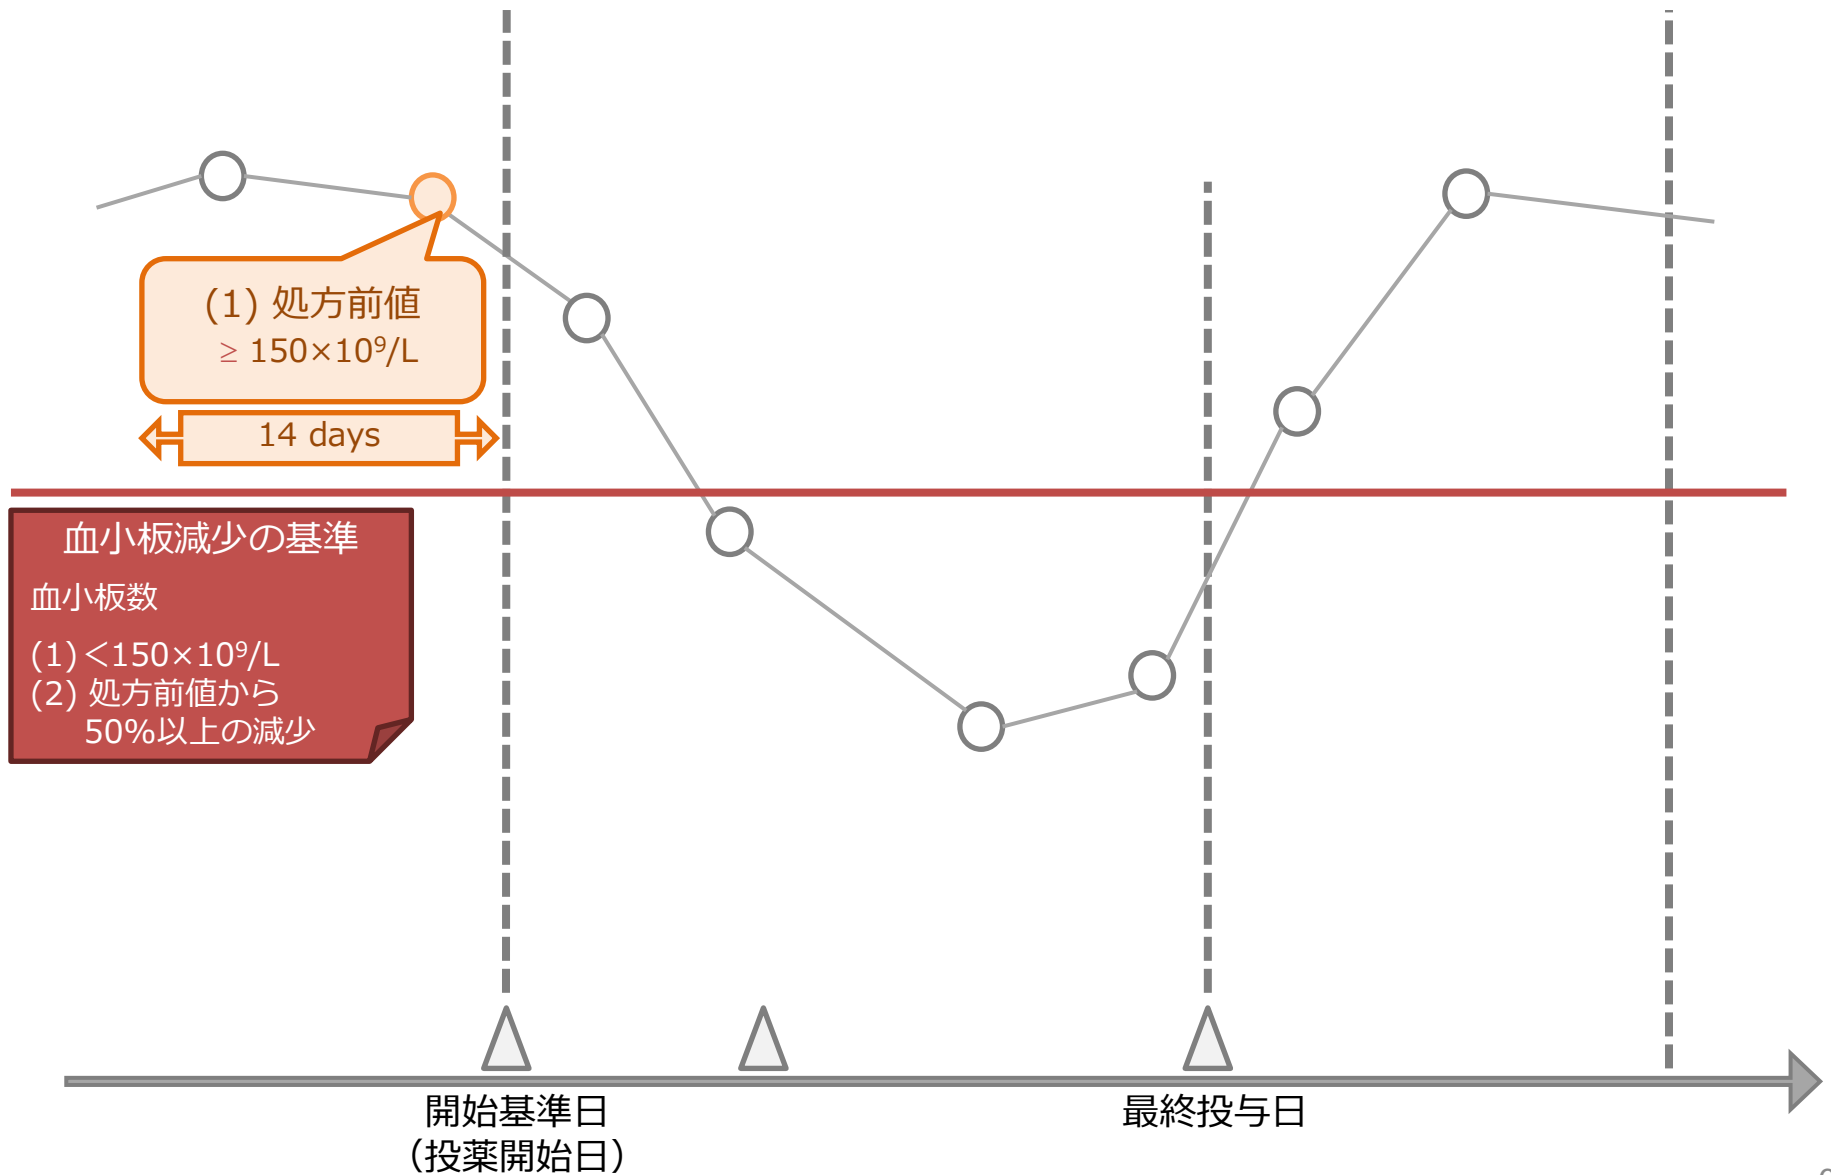 (1) 処方前値
≥ 150×10⁹/L
14 days
血小板減少の基準
血小板数
(1)＜150×10⁹/L
(2) 処方前値から
50%以上の減少
開始基準日
（投薬開始日）
最終投与日